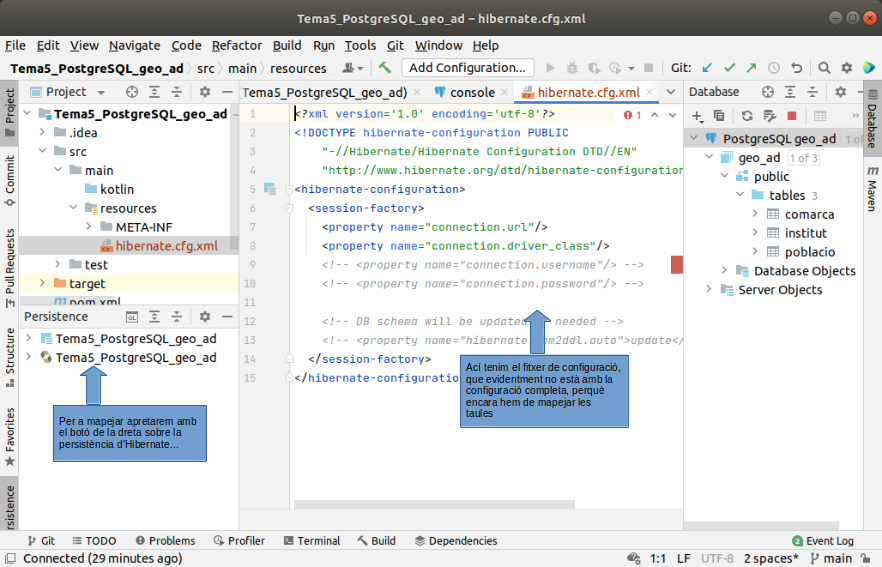 Tema5_PostgreSQL_geo_ad – hibernate.cfg.xml
File Edit View Navigate Code Refactor Build Run Tools Git Window Help
Tema5_PostgreSQL_geo_ad › src › main › resources
Add Configuration...
Git:
Project
Tema5_PostgreSQL_geo_ad
.idea
src
main
kotlin
resources
META-INF
hibernate.cfg.xml
test
target
pom.xml
Persistence
Tema5_PostgreSQL_geo_ad
Tema5_PostgreSQL_geo_ad
Per a mapejar apretarem amb
el botó de la dreta sobre la
persistència d'Hibernate...
Tema5_PostgreSQL_geo_ad)
console
hibernate.cfg.xml
1
1 <?xml version='1.0' encoding='utf-8'?>
2 <!DOCTYPE hibernate-configuration PUBLIC
3 "-//Hibernate/Hibernate Configuration DTD//EN"
4 "http://www.hibernate.org/dtd/hibernate-configuration
5 <hibernate-configuration>
6 <session-factory>
7 <property name="connection.url"/>
8 <property name="connection.driver_class"/>
9 <!-- <property name="connection.username"/> -->
10 <!-- <property name="connection.password"/> -->
11
12 <!-- DB schema will be updated needed -->
13 <!-- <property name="hibernate. m2ddl.auto">update</
14 </session-factory>
15 </hibernate-configuration
Ací tenim el fitxer de configuració,
que evidentment no està amb la
configuració completa, perquè
encara hem de mapejar les
taules
Database
PostgreSQL geo_ad 1 of
geo_ad 1 of 3
public
tables 3
comarca
institut
poblacio
Database Objects
Server Objects
Project
Commit
Pull Requests
Structure
Favorites
rsistence
Database
Maven
Git TODO Problems Profiler Terminal Build Dependencies
2 Event Log
Connected (29 minutes ago)
1:1 LF UTF-8 2 spaces* main